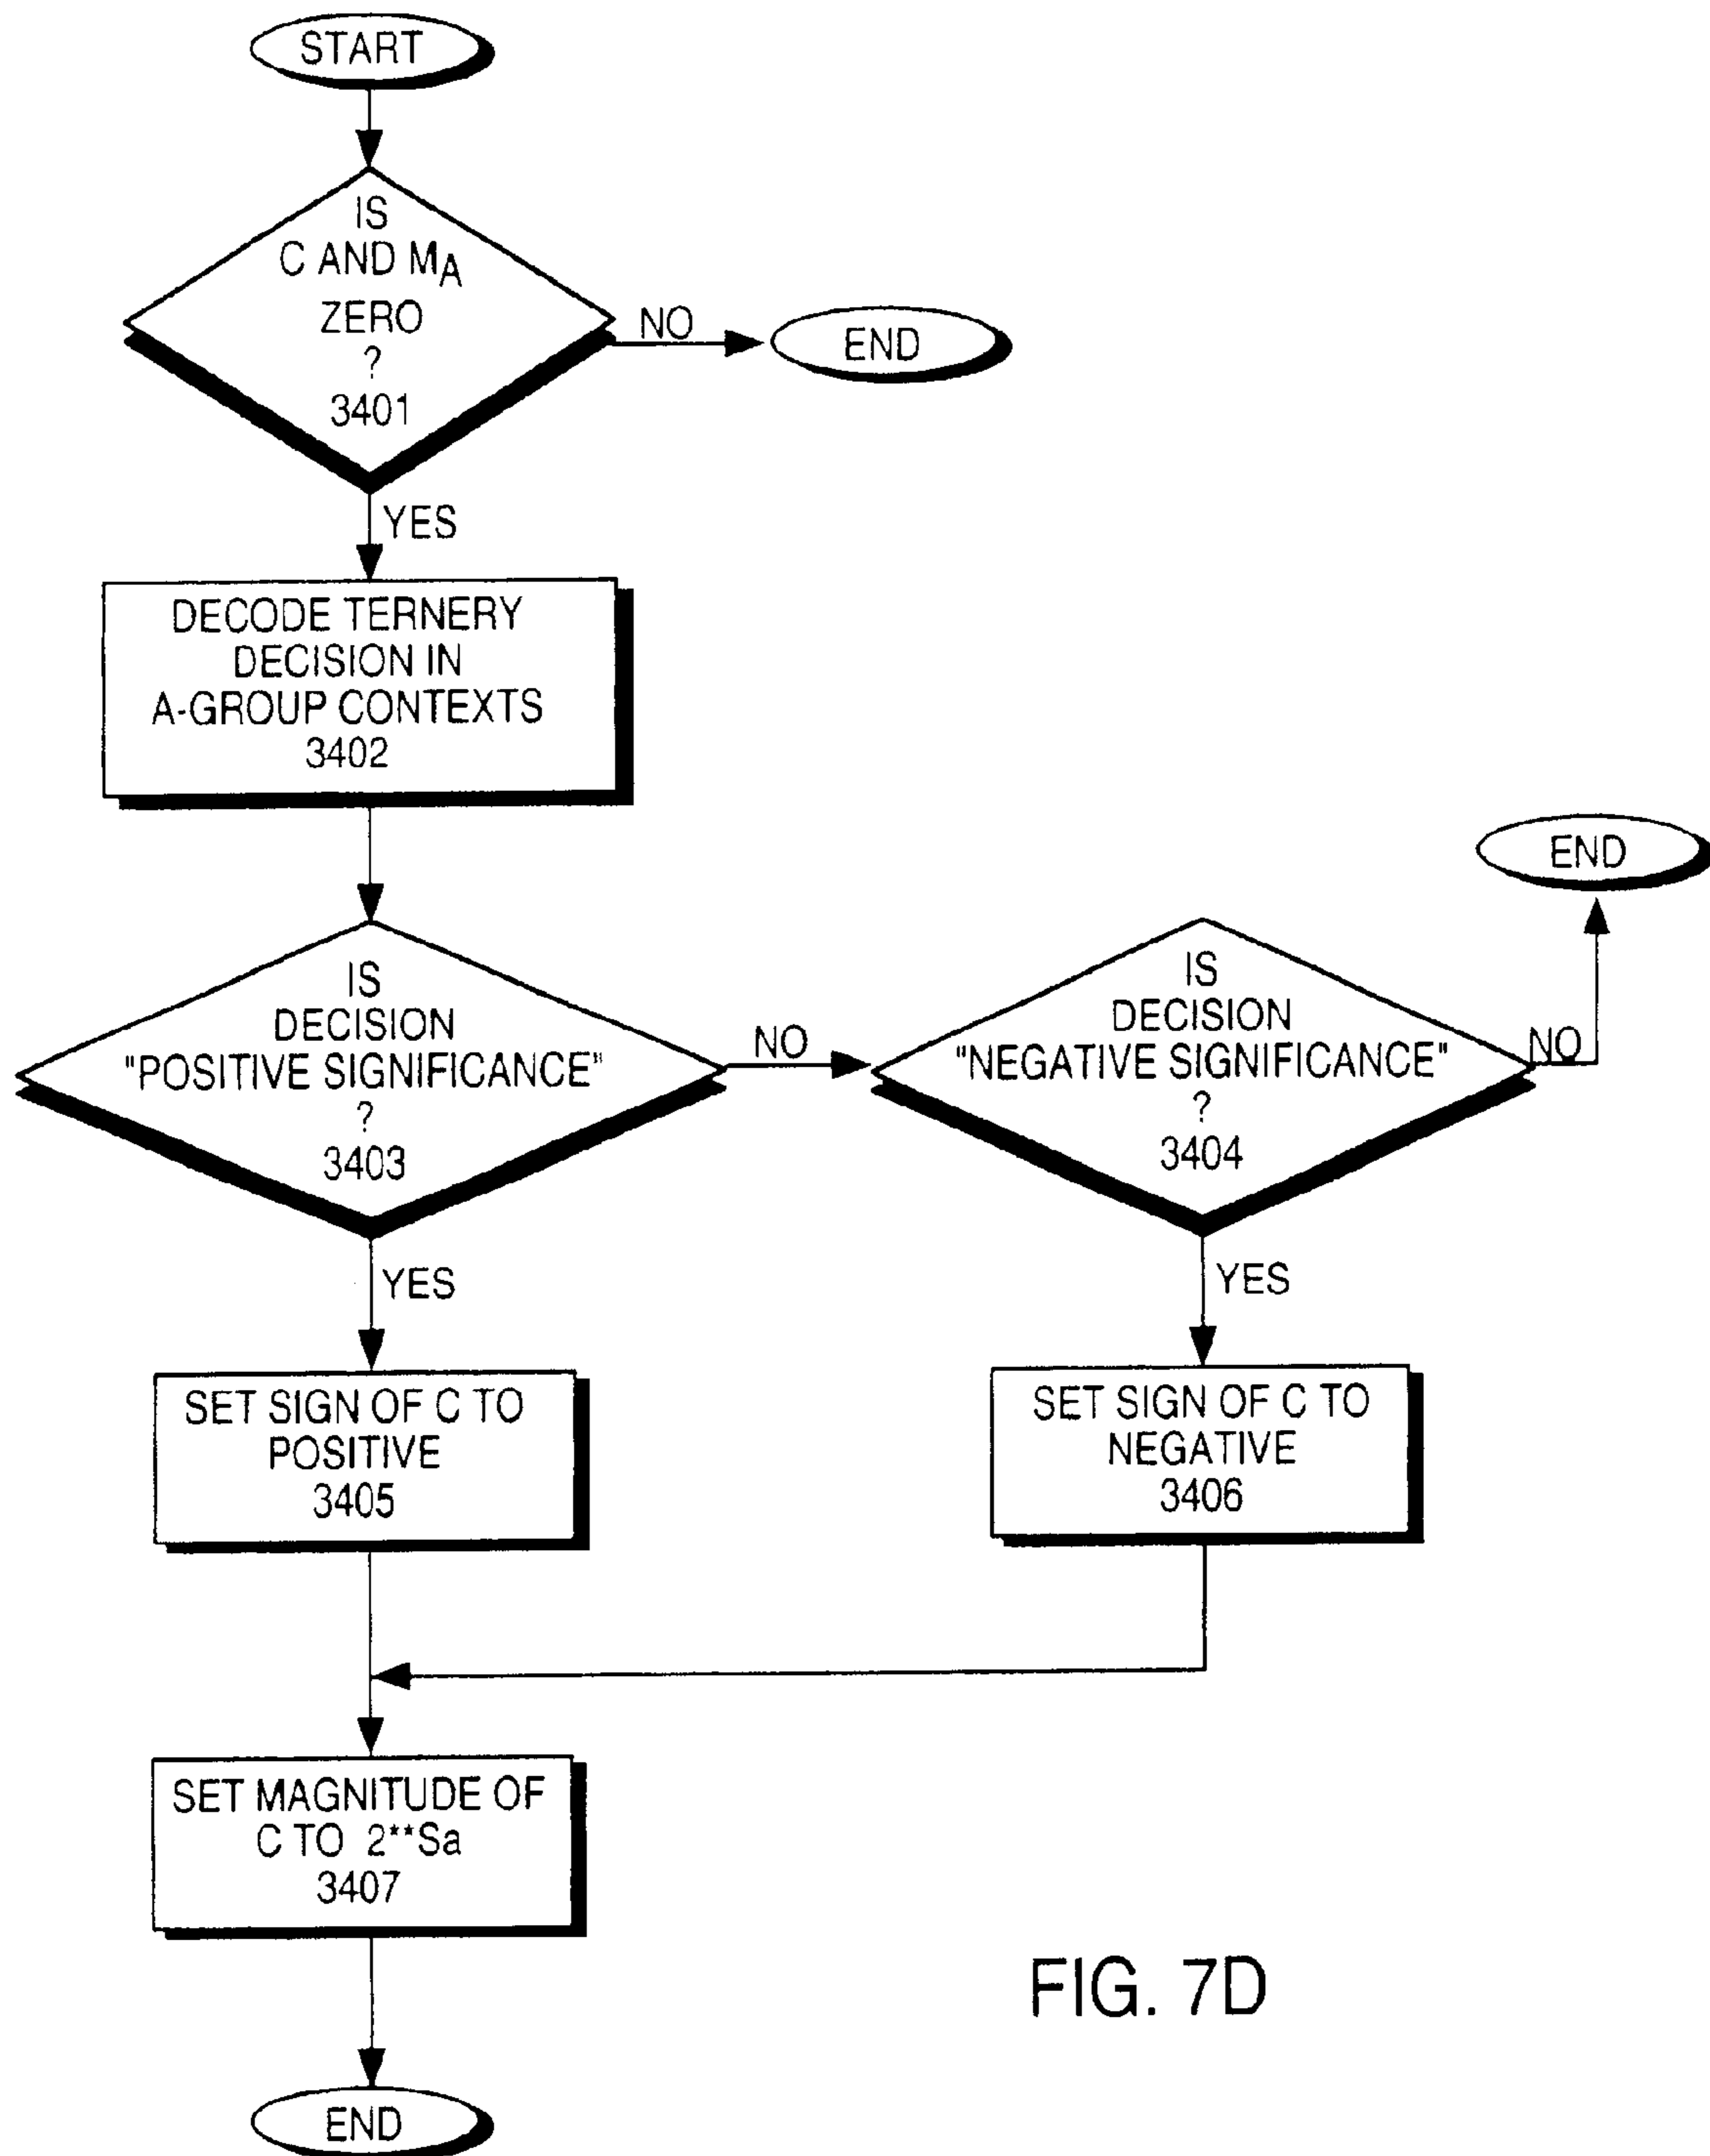 START
IS
C AND MA
ZERO
?
3401
NO
END
YES
DECODE TERNERY
DECISION IN
A-GROUP CONTEXTS
3402
END
IS
DECISION
"POSITIVE SIGNIFICANCE"
?
3403
NO
IS
DECISION
"NEGATIVE SIGNIFICANCE"
?
3404
NO
YES
YES
SET SIGN OF C TO
POSITIVE
3405
SET SIGN OF C TO
NEGATIVE
3406
SET MAGNITUDE OF
C TO 2**Sa
3407
FIG. 7D
END